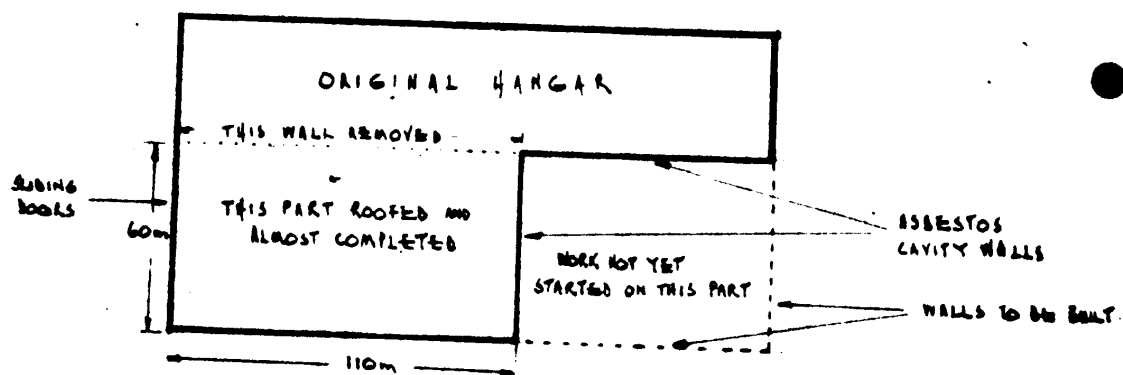 ORIGINAL HANGAR
THIS WALL REMOVED
SLIDING
DOORS
60m
THIS PART ROOFED AND
ALMOST COMPLETED
WORK NOT YET
STARTED ON THIS PART
ASBESTOS
CAVITY WALLS
WALLS TO BE BUILT
110m